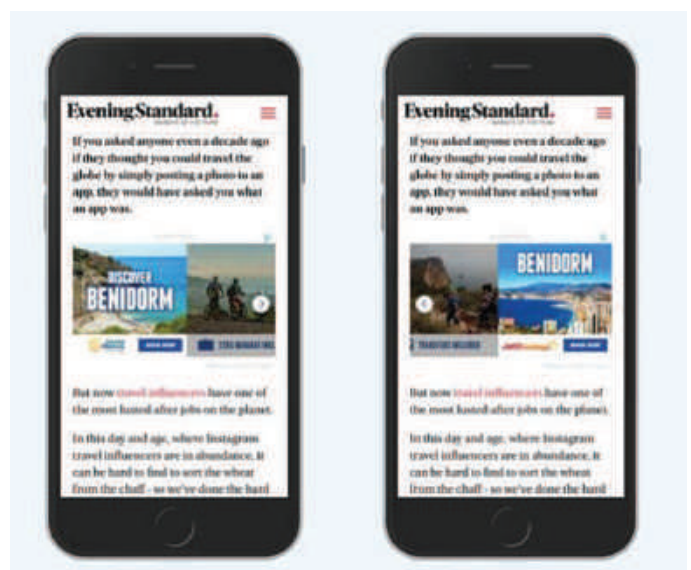 EveningStandard.
If you asked anyone even a decade ago
if they thought you could travel the
globe by simply posting a photo to an
app, they would have asked you what
an app was.
DISCOVER
BENIDORM
BOOK NOW
But now travel influencers have one of
the most lusted after jobs on the planet.
In this day and age, where Instagram
travel influencers are in abundance, it
can be hard to find to sort the wheat
from the chaff - so we've done the hard
EveningStandard.
If you asked anyone even a decade ago
if they thought you could travel the
globe by simply posting a photo to an
app, they would have asked you what
an app was.
BENIDORM
TRANSFERS INCLUDED
BOOK NOW
But now travel influencers have one of
the most lusted after jobs on the planet.
In this day and age, where Instagram
travel influencers are in abundance, it
can be hard to find to sort the wheat
from the chaff - so we've done the hard